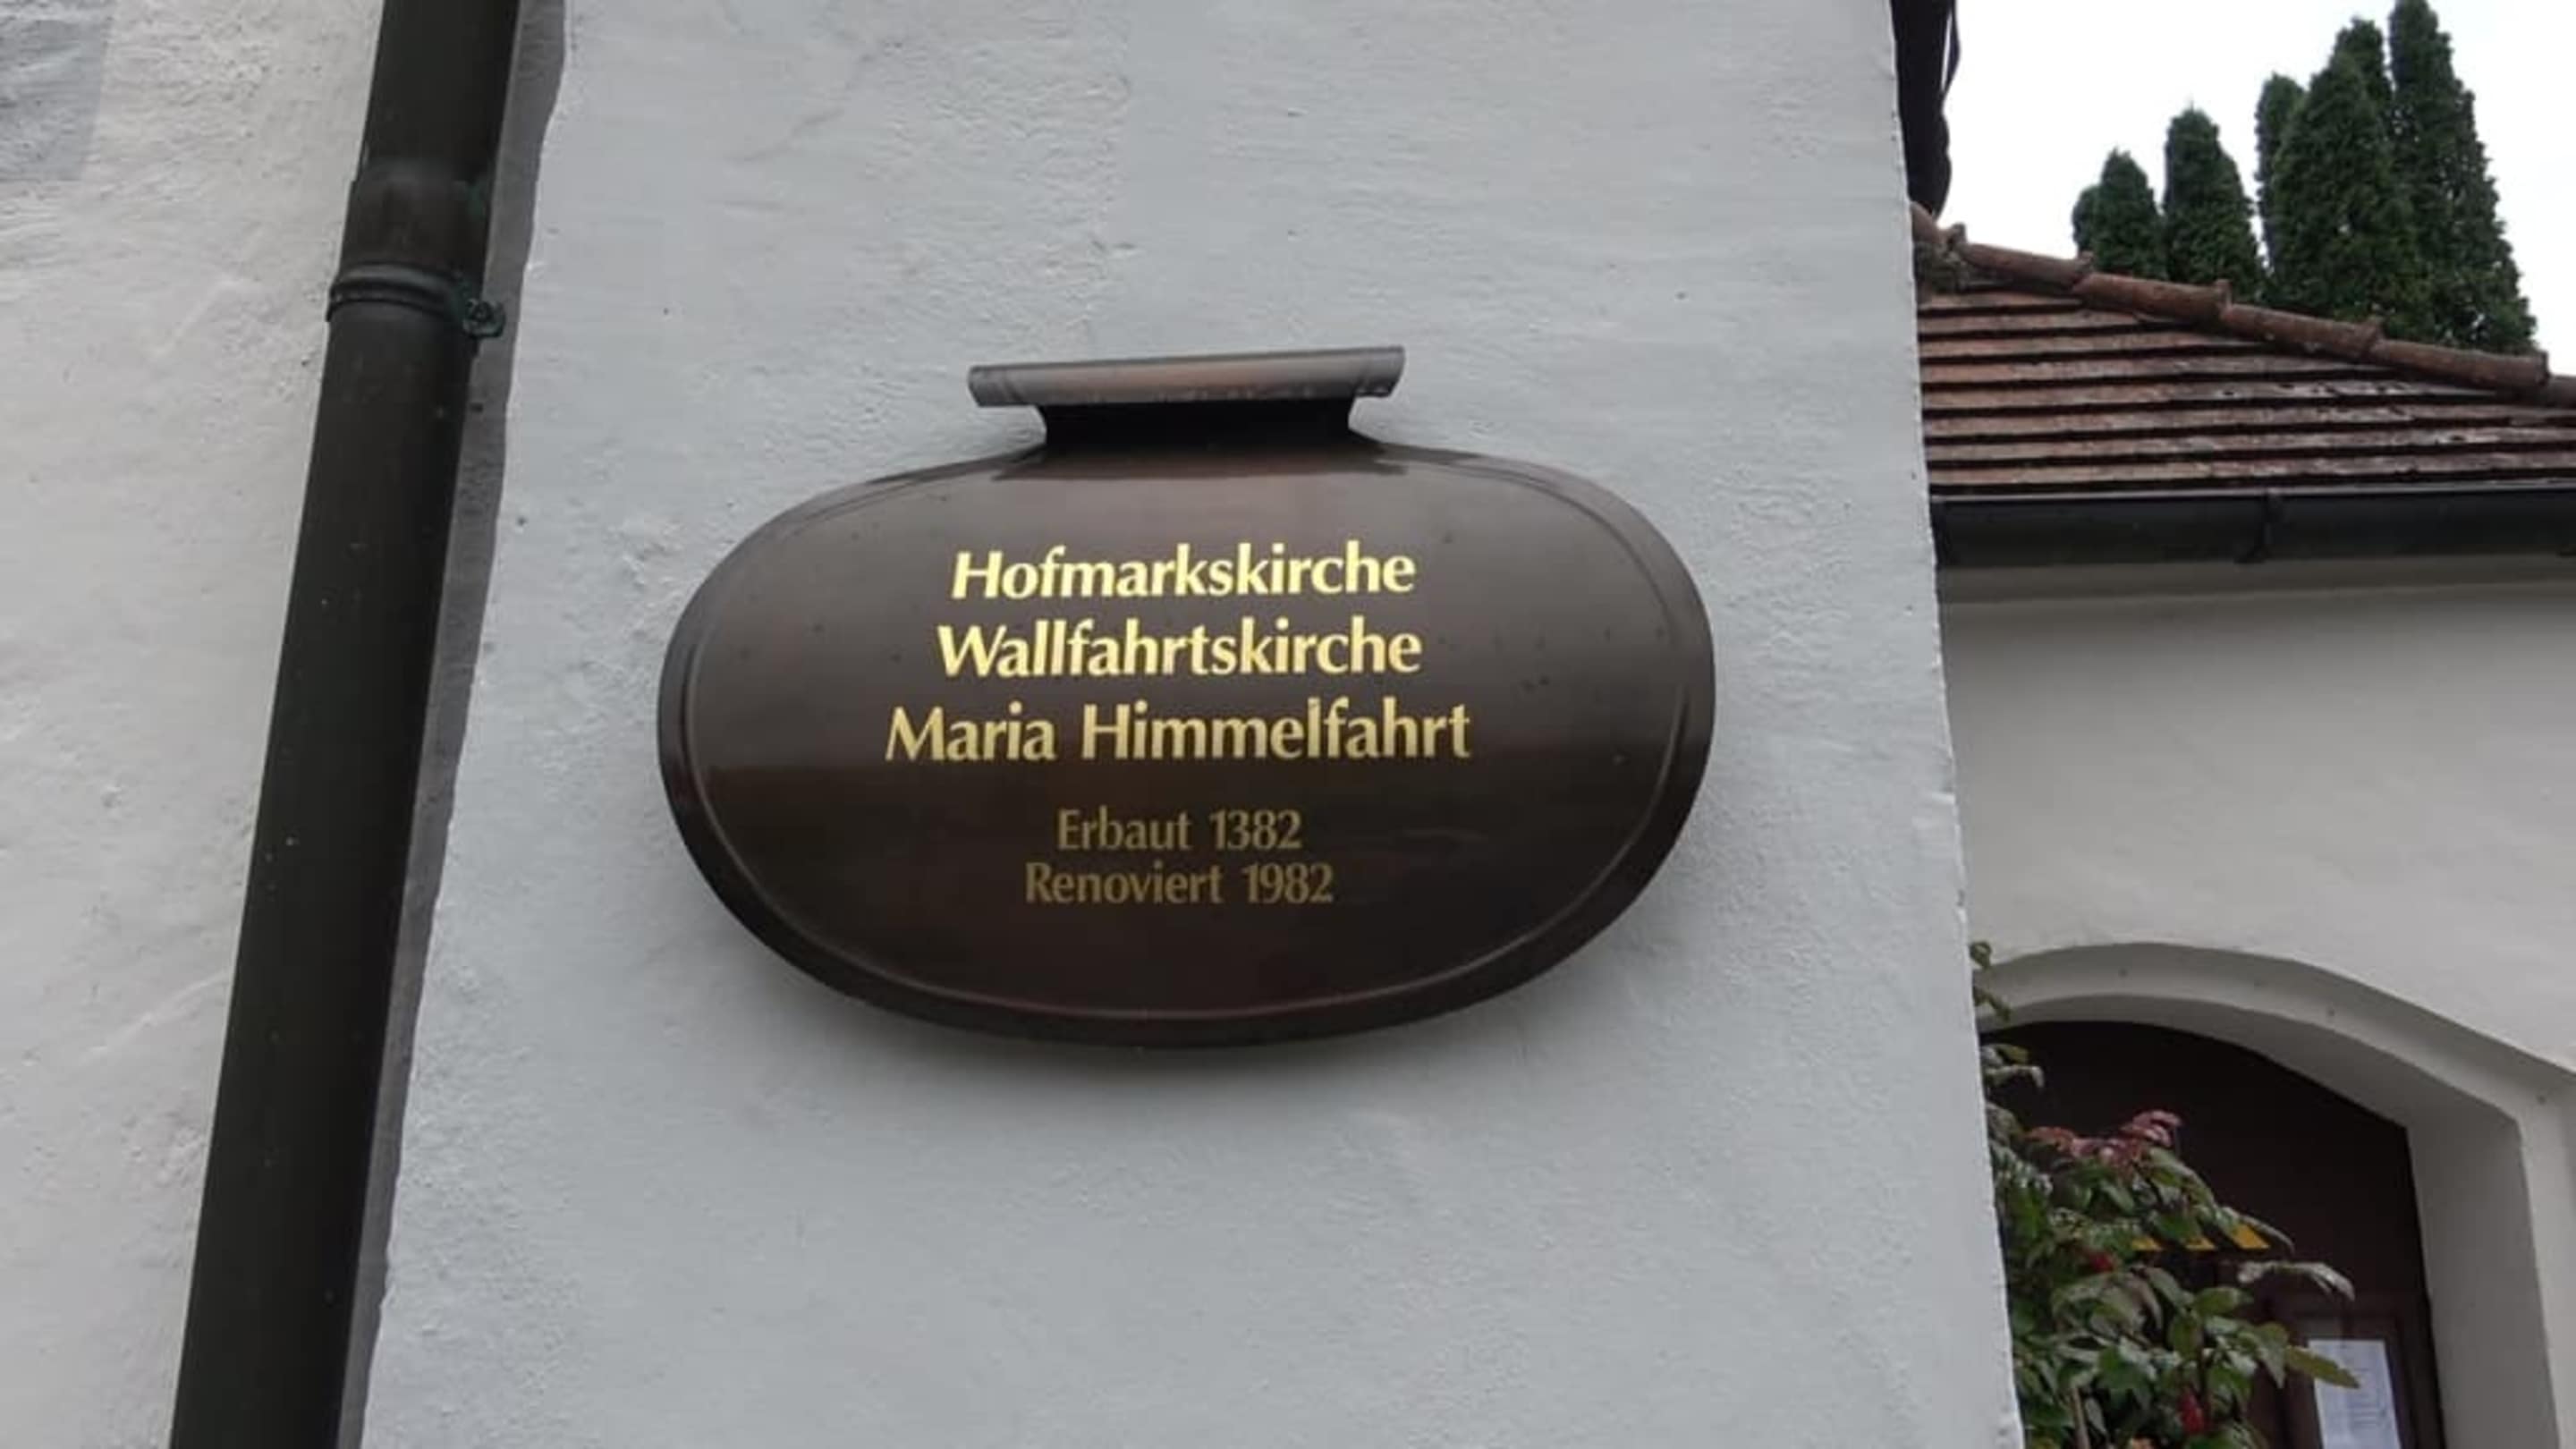 Hofmarkskirche
Wallfahrtskirche
Maria Himmelfahrt
Erbaut 1382
Renoviert 1982